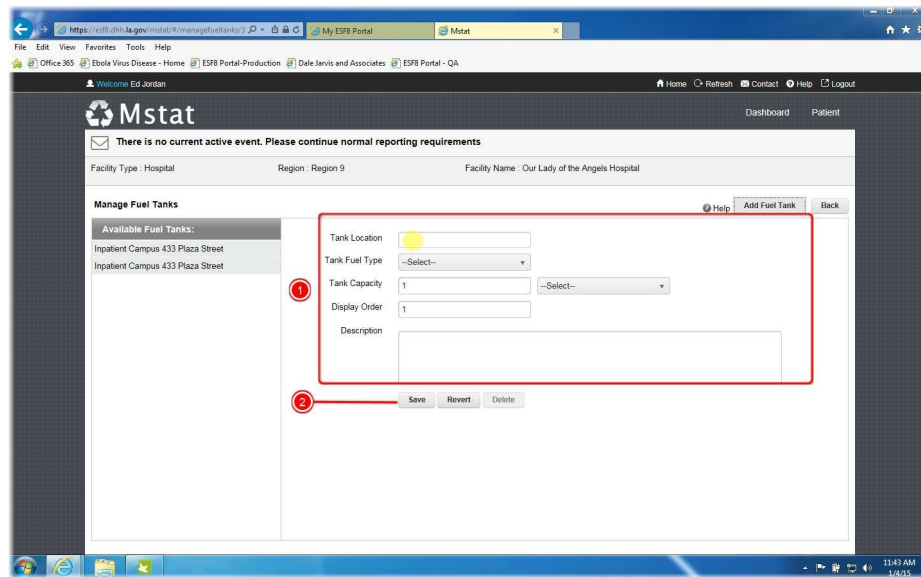 https://esf8.dhh.la.gov/mstat/#/managefueltanks/3
My ESF8 Portal
Mstat
File Edit View Favorites Tools Help
Office 365 Ebola Virus Disease - Home ESF8 Portal-Production Dale Jarvis and Associates ESF8 Portal - QA
Welcome Ed Jordan
Home Refresh Contact Help Logout
Mstat
Dashboard Patient
There is no current active event. Please continue normal reporting requirements
Facility Type : Hospital Region : Region 9 Facility Name : Our Lady of the Angels Hospital
Manage Fuel Tanks
Help Add Fuel Tank Back
Available Fuel Tanks:
Inpatient Campus 433 Plaza Street
Inpatient Campus 433 Plaza Street
1
Tank Location
Tank Fuel Type --Select--
Tank Capacity 1 --Select--
Display Order 1
Description
2
Save Revert Delete
11:43 AM
1/4/15